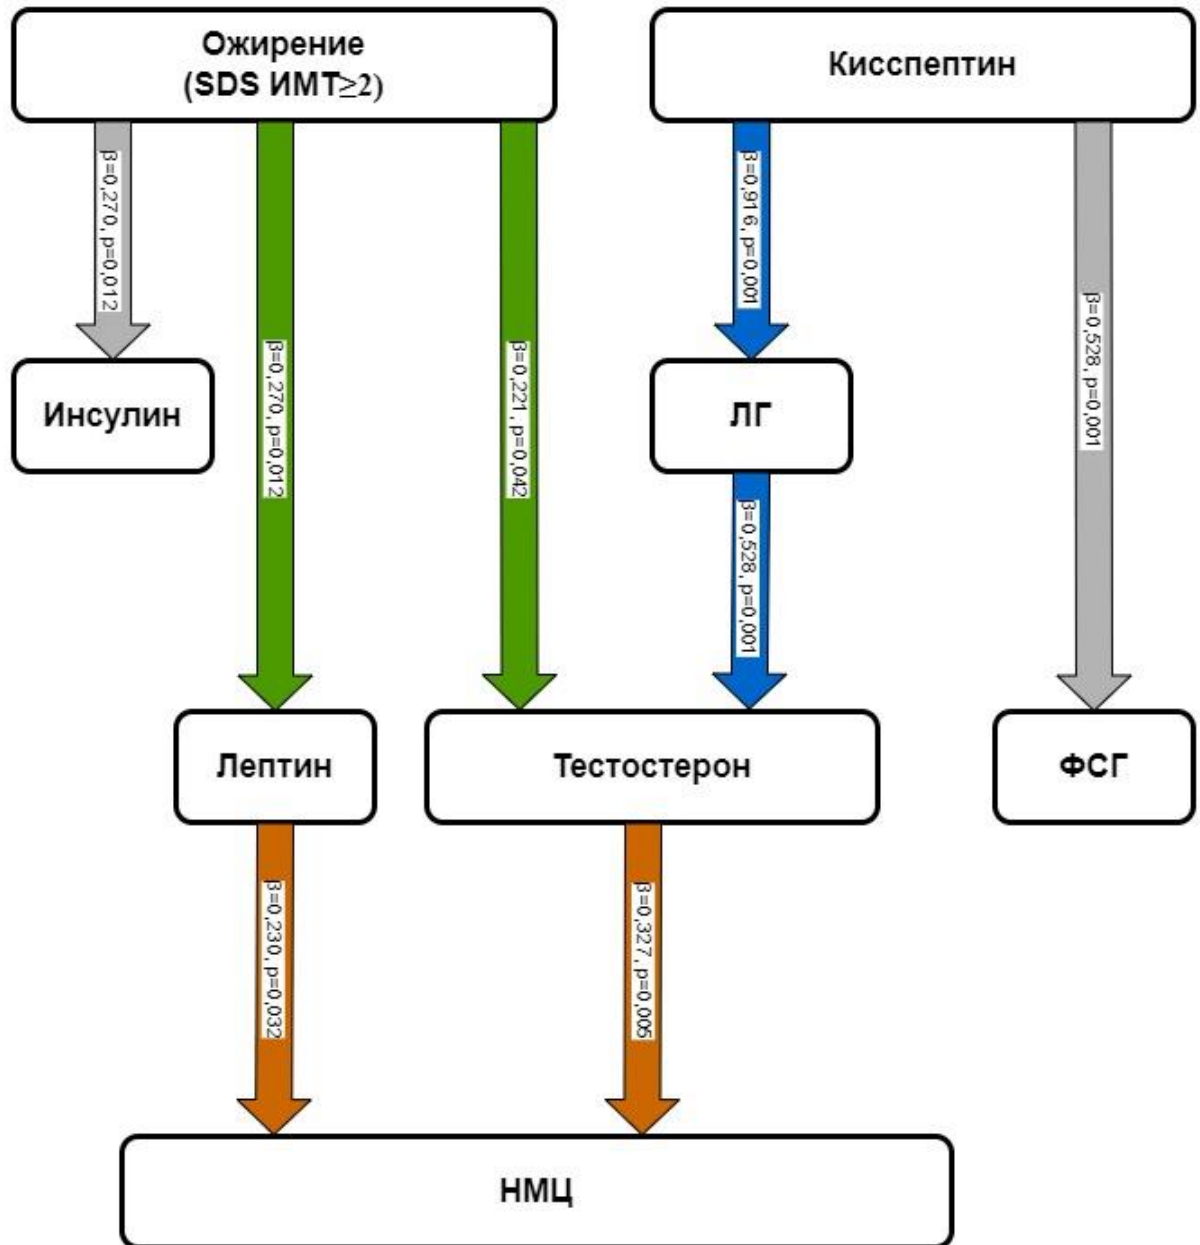 Ожирение
(SDS ИМТ≥2)
Кисспептин
β=0,270, p=0,012
β=0,270, p=0,012
β=0,221, p=0,042
β=0,916, p=0,001
β=0,528, p=0,001
Инсулин
ЛГ
β=0,528, p=0,001
Лептин
Тестостерон
ФСГ
β=0,230, p=0,032
β=0,327, p=0,005
НМЦ